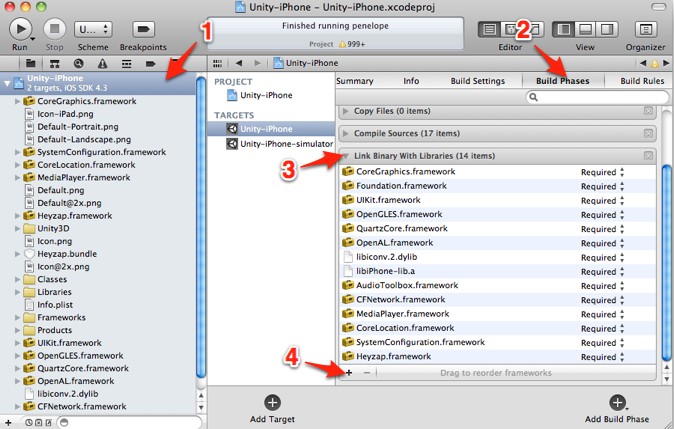 Unity-iPhone – Unity-iPhone.xcodeproj
Run
Stop
Scheme
Breakpoints
Finished running penelope
Project 999+
Editor
View
Organizer
1
2
Unity-iPhone
2 targets, iOS SDK 4.3
CoreGraphics.framework
Icon-iPad.png
Default-Portrait.png
Default-Landscape.png
SystemConfiguration.framework
CoreLocation.framework
MediaPlayer.framework
Default.png
Default@2x.png
Heyzap.framework
Unity3D
Icon.png
Heyzap.bundle
Icon@2x.png
Classes
Libraries
Info.plist
Frameworks
Products
UIKit.framework
OpenGLES.framework
QuartzCore.framework
OpenAL.framework
libiconv.2.dylib
CFNetwork.framework
Unity-iPhone
PROJECT
Unity-iPhone
TARGETS
Unity-iPhone
Unity-iPhone-simulator
Summary
Info
Build Settings
Build Phases
Build Rules
Copy Files (0 items)
Compile Sources (17 items)
3
Link Binary With Libraries (14 items)
CoreGraphics.framework Required
Foundation.framework Required
UIKit.framework Required
OpenGLES.framework Required
QuartzCore.framework Required
OpenAL.framework Required
libiconv.2.dylib Required
libiPhone-lib.a Required
AudioToolbox.framework Required
CFNetwork.framework Required
MediaPlayer.framework Required
CoreLocation.framework Required
SystemConfiguration.framework Required
Heyzap.framework Required
4
Drag to reorder frameworks
Add Target
Add Build Phase